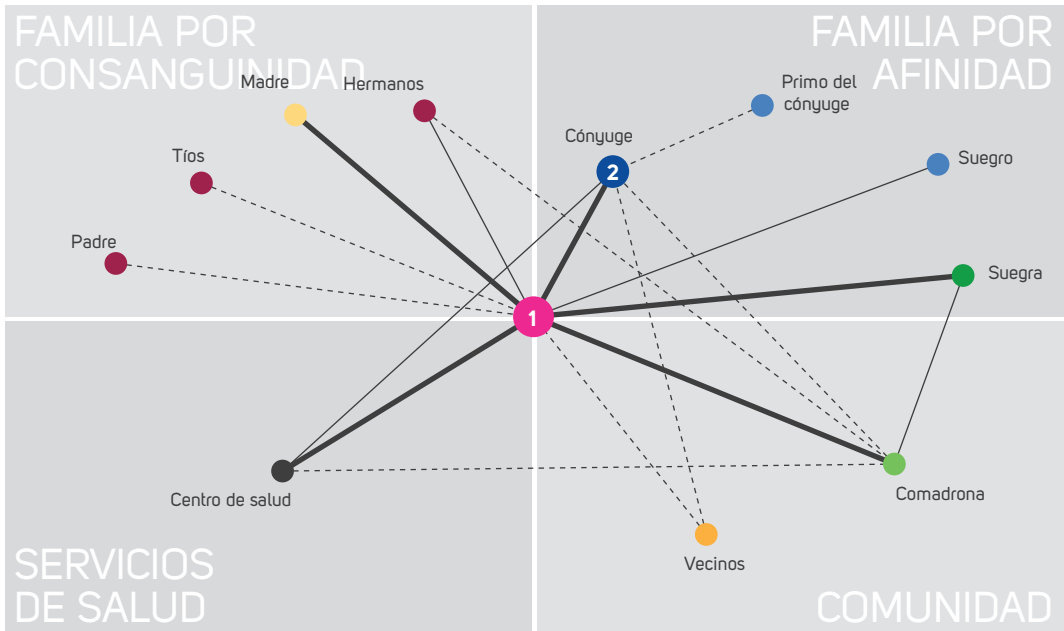 FAMILIA POR
CONSANGUINIDAD
Madre
Hermanos
Tíos
Padre
FAMILIA POR
AFINIDAD
Primo del
cónyuge
Cónyuge
2
Suegro
Suegra
1
Centro de salud
SERVICIOS
DE SALUD
Comadrona
Vecinos
COMUNIDAD